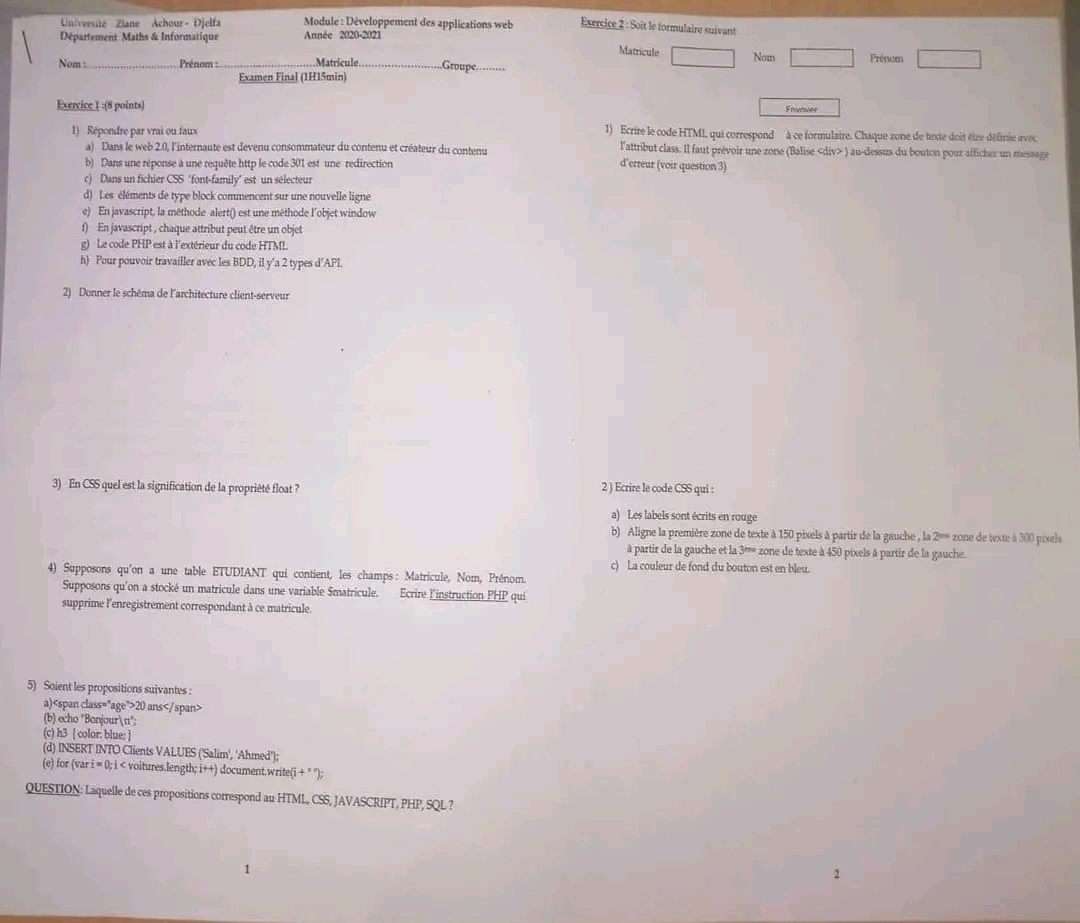 Université Ziane Achour - Djelfa
Département Maths & Informatique
Module : Développement des applications web
Année 2020-2021
Nom :.............................. Prénom :................................Matricule...........................Groupe.........
Examen Final (1H15min)
Exercice 1 :(8 points)
1) Répondre par vrai ou faux
a) Dans le web 2.0, l'internaute est devenu consommateur du contenu et créateur du contenu
b) Dans une réponse à une requête http le code 301 est une redirection
c) Dans un fichier CSS 'font-family' est un sélecteur
d) Les éléments de type block commencent sur une nouvelle ligne
e) En javascript, la méthode alert() est une méthode l'objet window
f) En javascript , chaque attribut peut être un objet
g) Le code PHP est à l'extérieur du code HTML
h) Pour pouvoir travailler avec les BDD, il y'a 2 types d'API.
2) Donner le schéma de l'architecture client-serveur
3) En CSS quel est la signification de la propriété float ?
4) Supposons qu'on a une table ETUDIANT qui contient, les champs : Matricule, Nom, Prénom.
Supposons qu'on a stocké un matricule dans une variable $matricule. Ecrire l'instruction PHP qui
supprime l'enregistrement correspondant à ce matricule.
5) Soient les propositions suivantes :
a)<span class="age">20 ans</span>
(b) echo "Bonjour\n";
(c) h3 { color: blue; }
(d) INSERT INTO Clients VALUES ('Salim', 'Ahmed');
(e) for (var i = 0; i < voitures.length; i++) document.write(i + " ");
QUESTION: Laquelle de ces propositions correspond au HTML, CSS, JAVASCRIPT, PHP, SQL ?
1
Exercice 2 : Soit le formulaire suivant
Matricule Nom Prénom
Envoyer
1) Ecrire le code HTML qui correspond à ce formulaire. Chaque zone de texte doit être définie avec
l'attribut class. Il faut prévoir une zone (Balise <div> ) au-dessus du bouton pour afficher un message
d'erreur (voir question 3)
2 ) Ecrire le code CSS qui :
a) Les labels sont écrits en rouge
b) Aligne la première zone de texte à 150 pixels à partir de la gauche , la 2ème zone de texte à 300 pixels
à partir de la gauche et la 3ème zone de texte à 450 pixels à partir de la gauche.
c) La couleur de fond du bouton est en bleu.
2